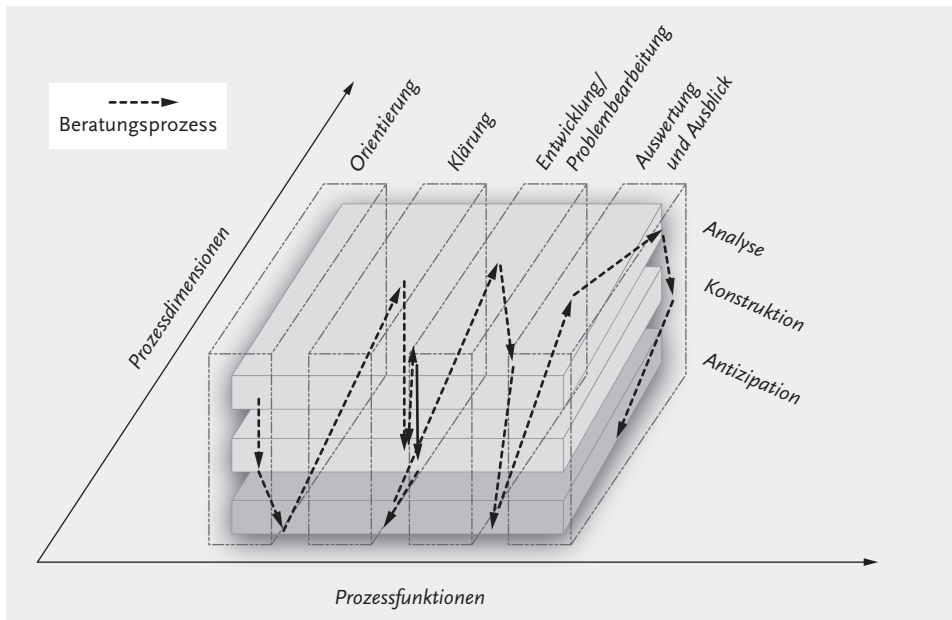 Beratungsprozess
Prozessdimensionen
Orientierung
Klärung
Entwicklung/
Problembearbeitung
Auswertung
und Ausblick
Analyse
Konstruktion
Antizipation
Prozessfunktionen